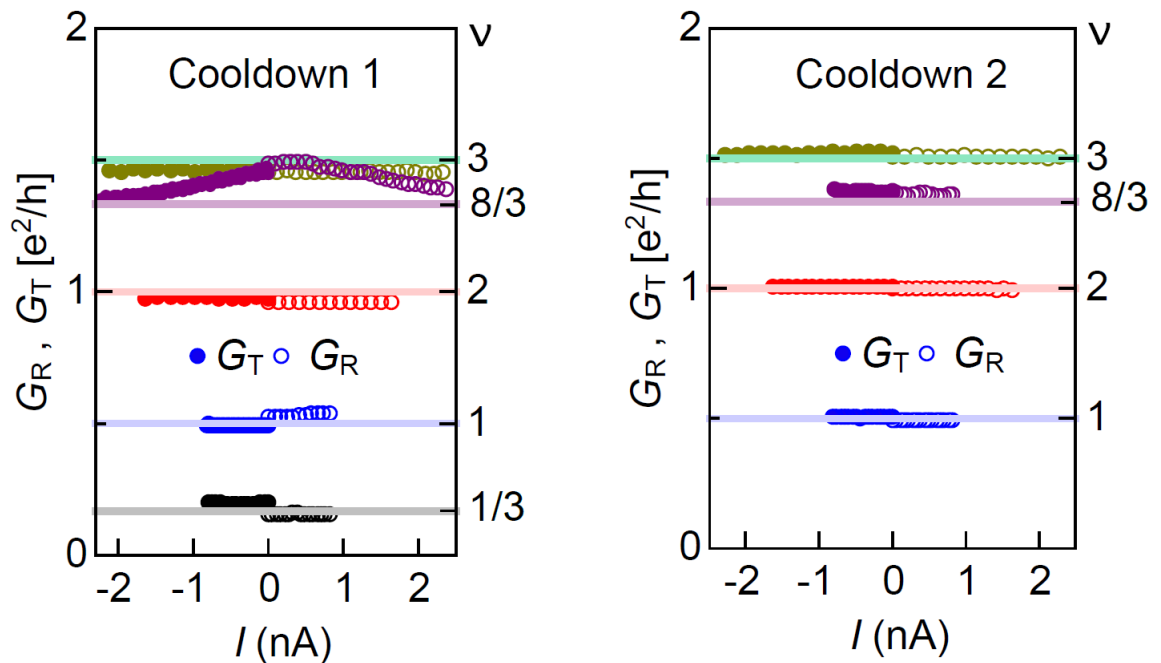 2
ν
Cooldown 1
3
8/3
1
2
G_T G_R
1
1/3
0
-2 -1 0 1 2
I (nA)
G_R , G_T [e²/h]
2
ν
Cooldown 2
3
8/3
1
2
G_T G_R
1
0
-2 -1 0 1 2
I (nA)
G_R , G_T [e²/h]